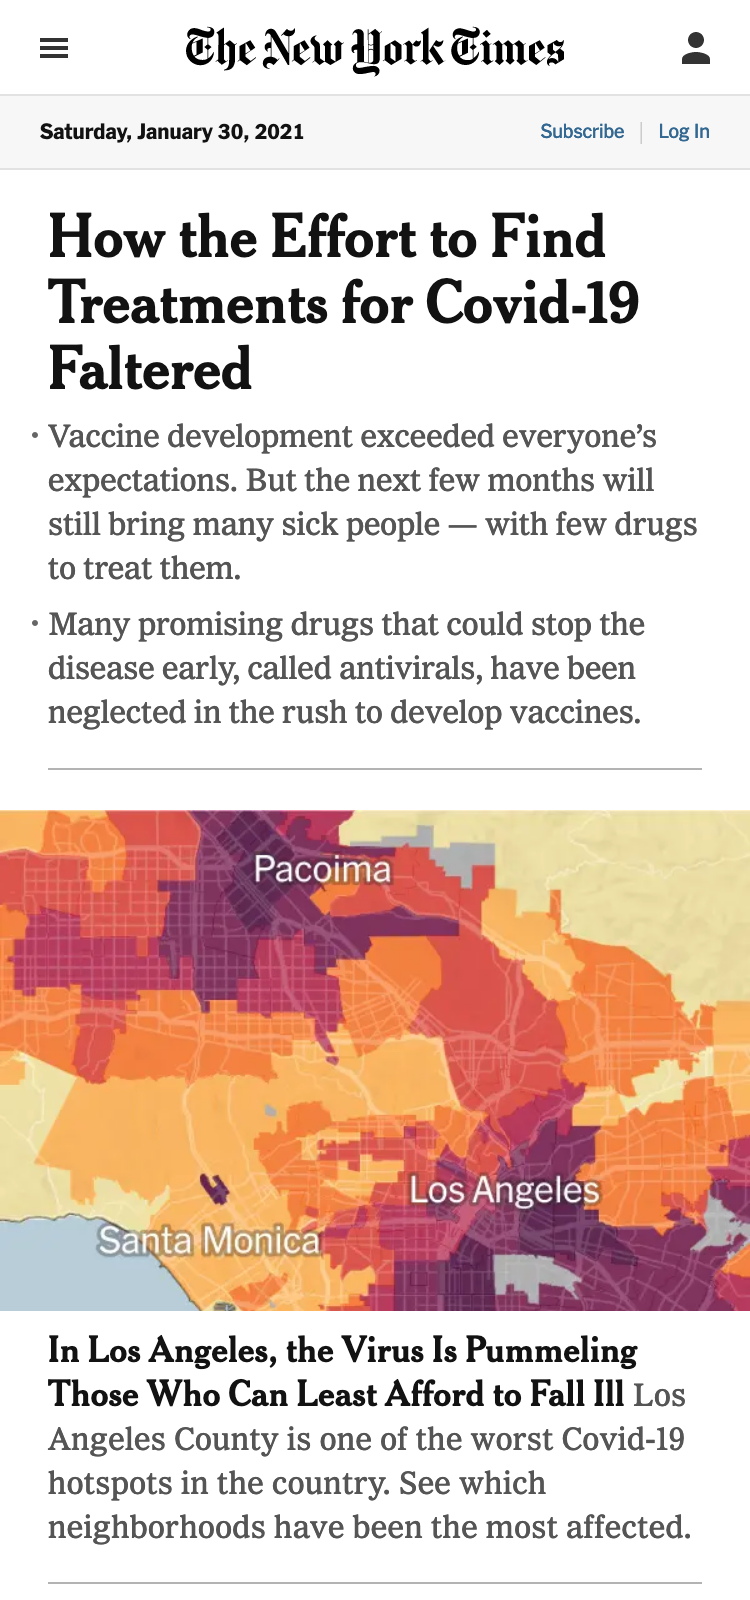 The New York Times
Saturday, January 30, 2021
Subscribe | Log In
How the Effort to Find
Treatments for Covid-19
Faltered
• Vaccine development exceeded everyone’s
expectations. But the next few months will
still bring many sick people — with few drugs
to treat them.
• Many promising drugs that could stop the
disease early, called antivirals, have been
neglected in the rush to develop vaccines.
Pacoima
Los Angeles
Santa Monica
In Los Angeles, the Virus Is Pummeling
Those Who Can Least Afford to Fall Ill Los
Angeles County is one of the worst Covid-19
hotspots in the country. See which
neighborhoods have been the most affected.